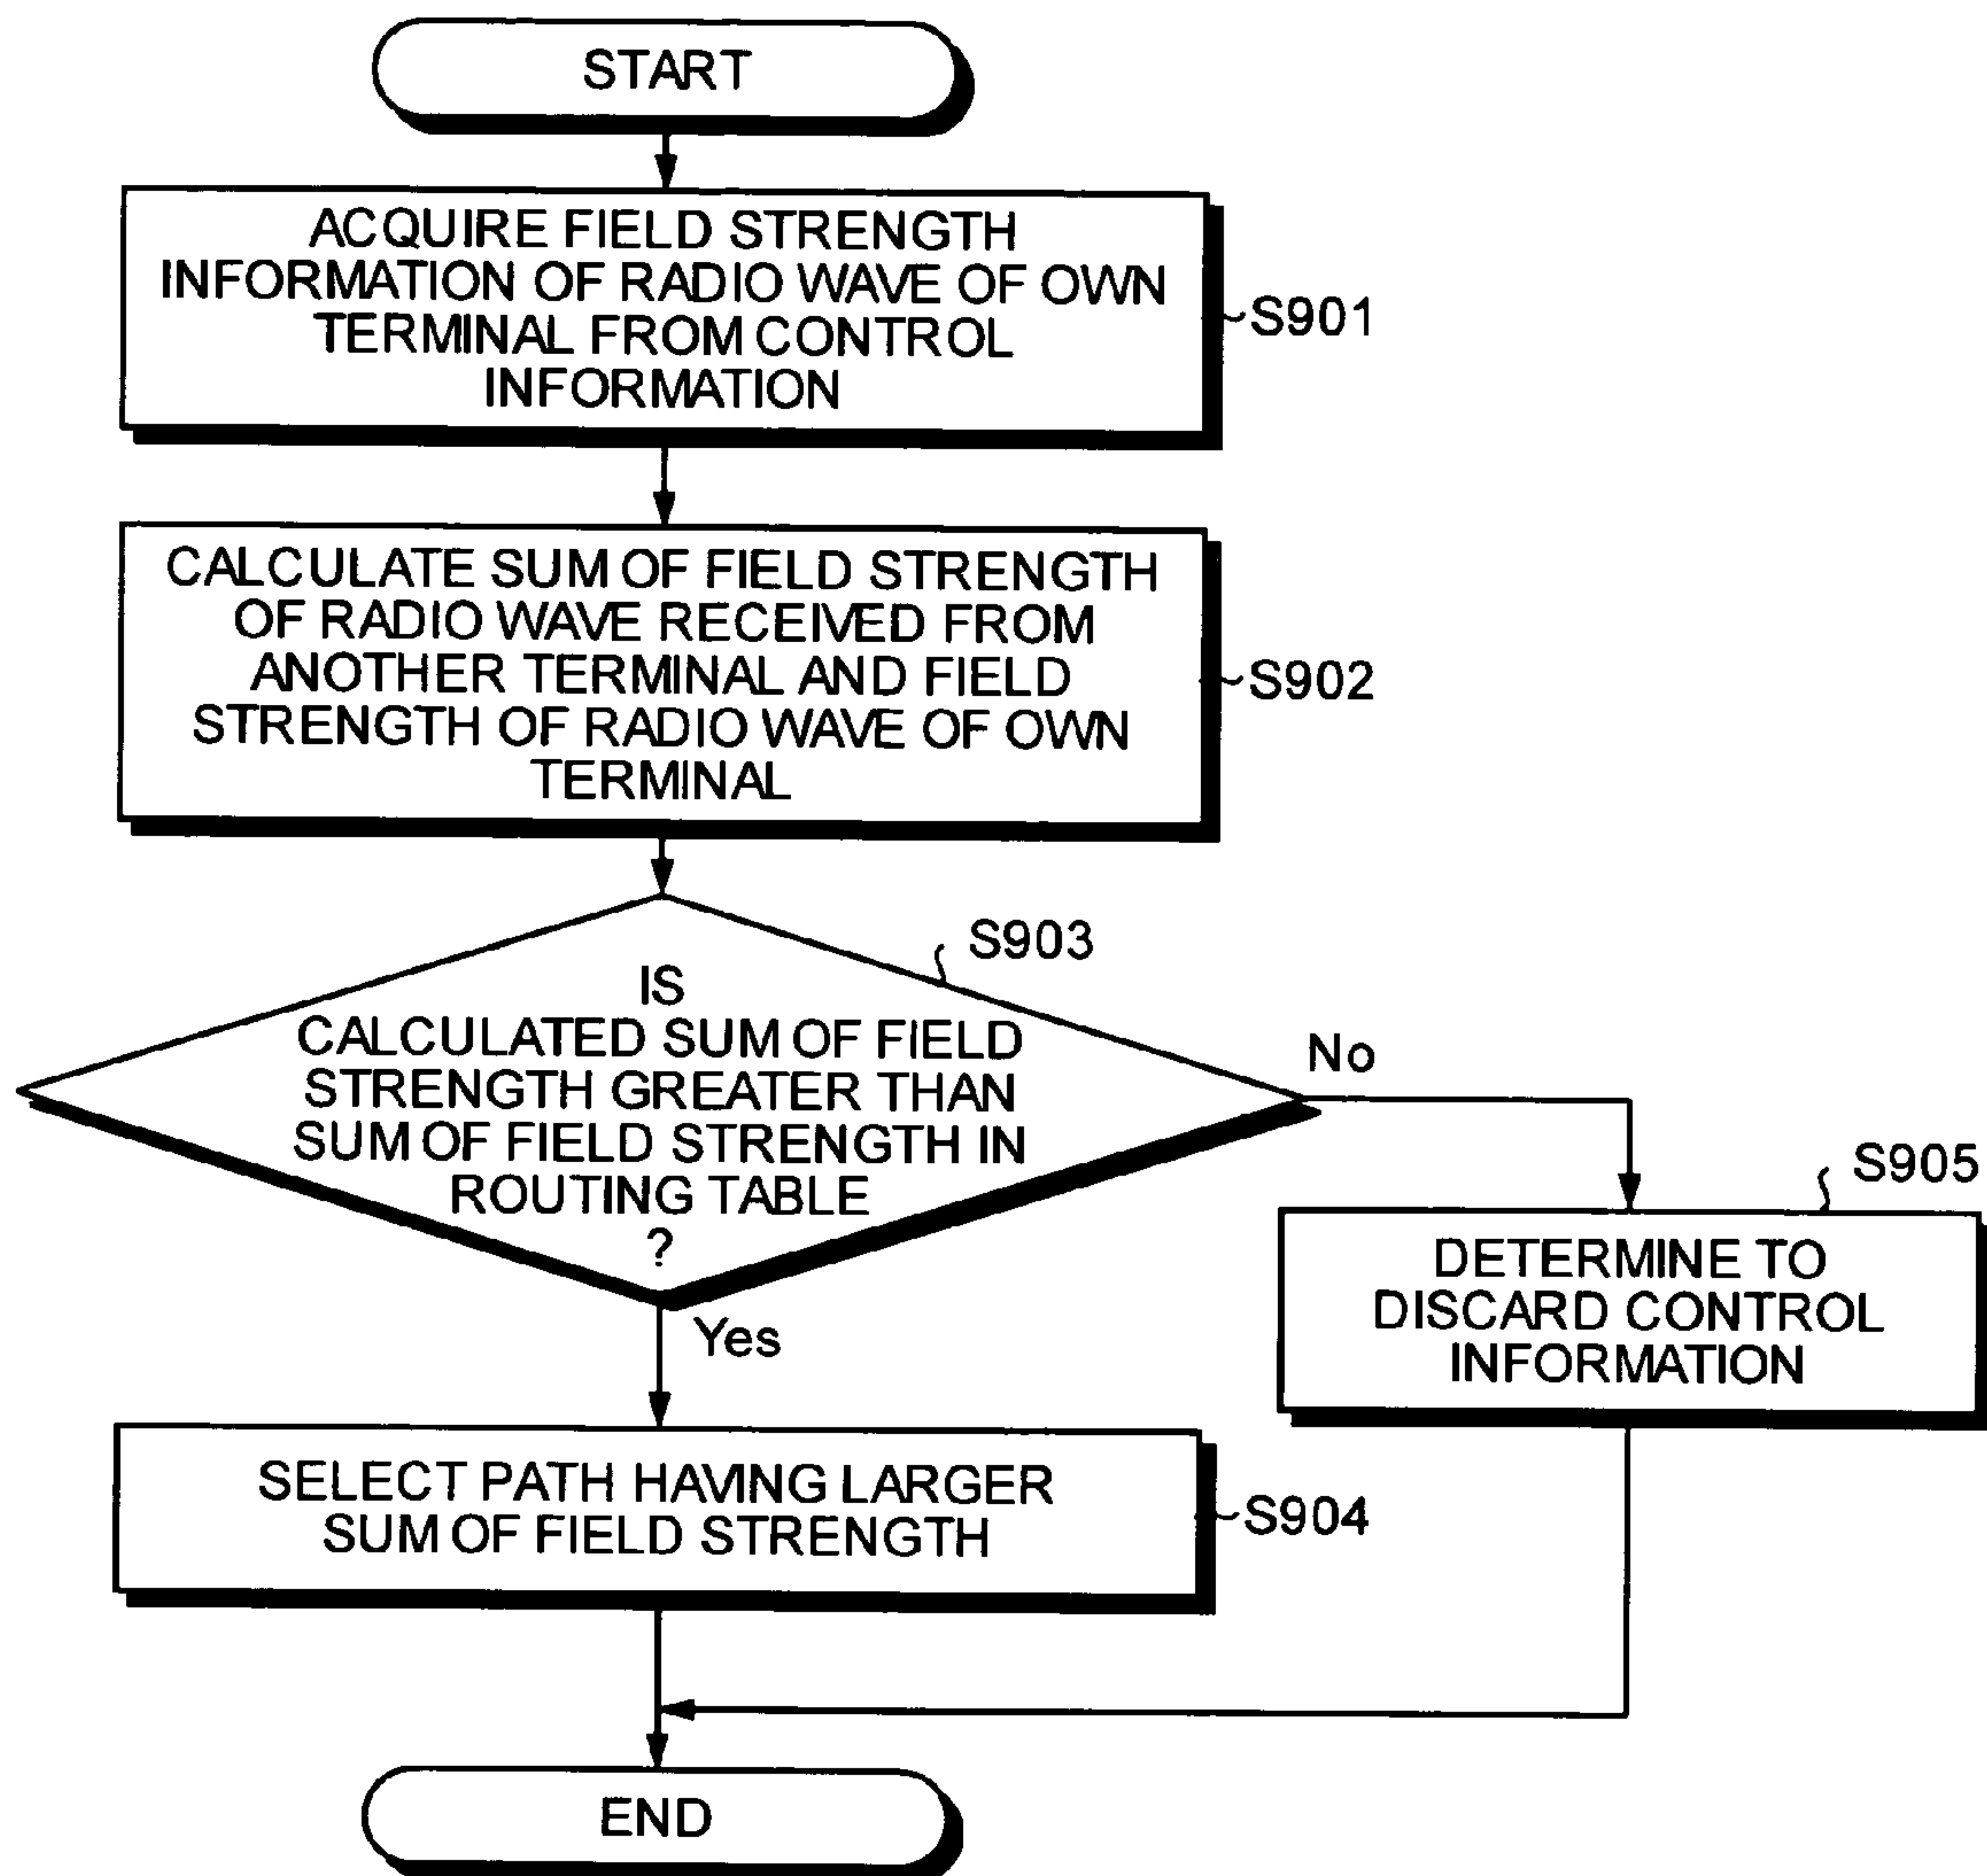 START
ACQUIRE FIELD STRENGTH
INFORMATION OF RADIO WAVE OF OWN
TERMINAL FROM CONTROL
INFORMATION
S901
CALCULATE SUM OF FIELD STRENGTH
OF RADIO WAVE RECEIVED FROM
ANOTHER TERMINAL AND FIELD
STRENGTH OF RADIO WAVE OF OWN
TERMINAL
S902
S903
IS
CALCULATED SUM OF FIELD
STRENGTH GREATER THAN
SUM OF FIELD STRENGTH IN
ROUTING TABLE
?
No
Yes
S905
DETERMINE TO
DISCARD CONTROL
INFORMATION
SELECT PATH HAVING LARGER
SUM OF FIELD STRENGTH
S904
END